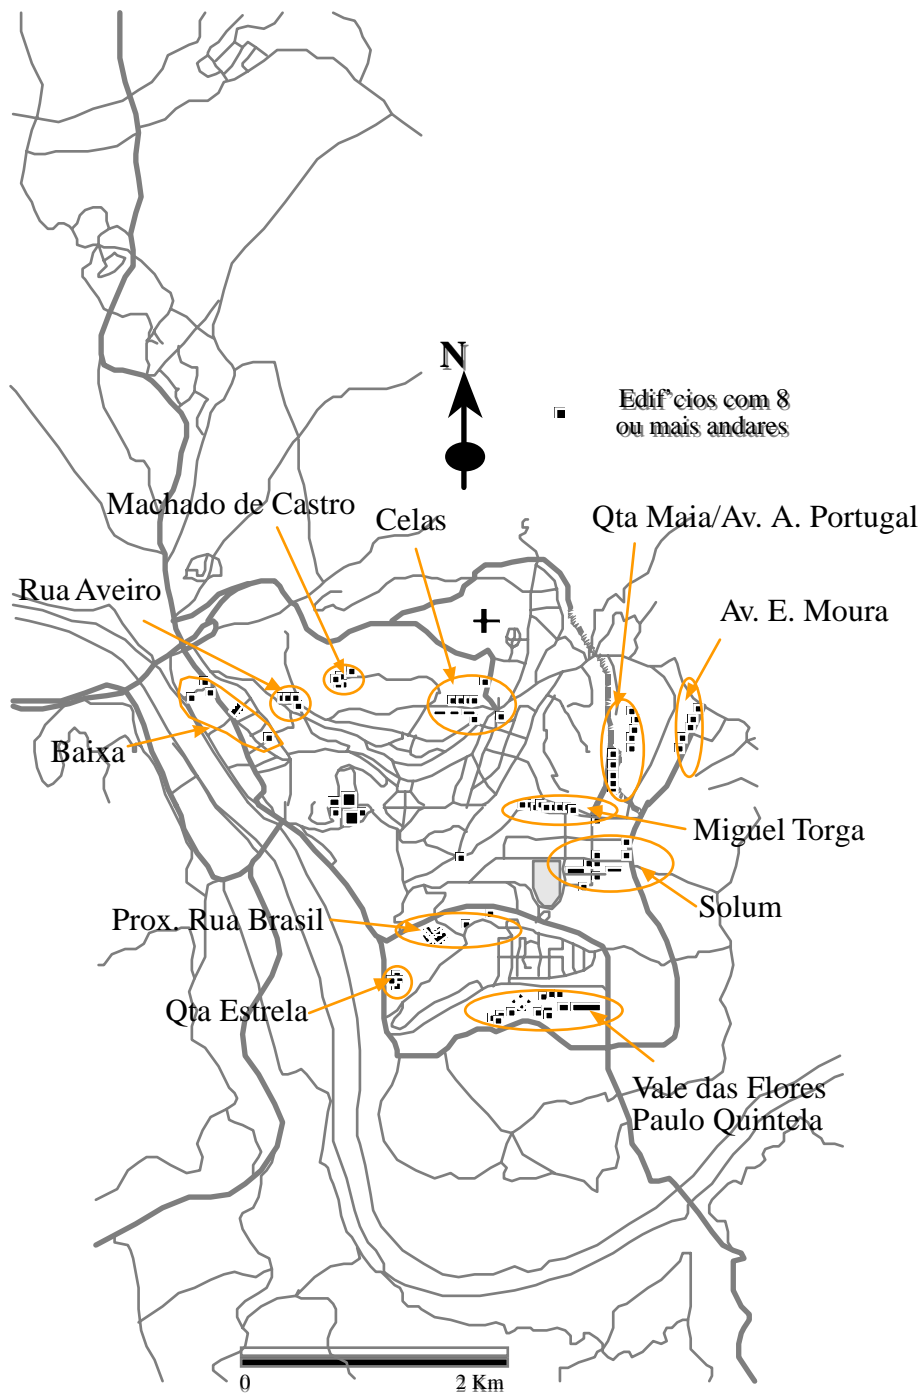 N
Edif'cios com 8
ou mais andares
Machado de Castro
Celas
Qta Maia/Av. A. Portugal
Rua Aveiro
Av. E. Moura
Baixa
Miguel Torga
Solum
Prox. Rua Brasil
Qta Estrela
Vale das Flores
Paulo Quintela
0
2 Km